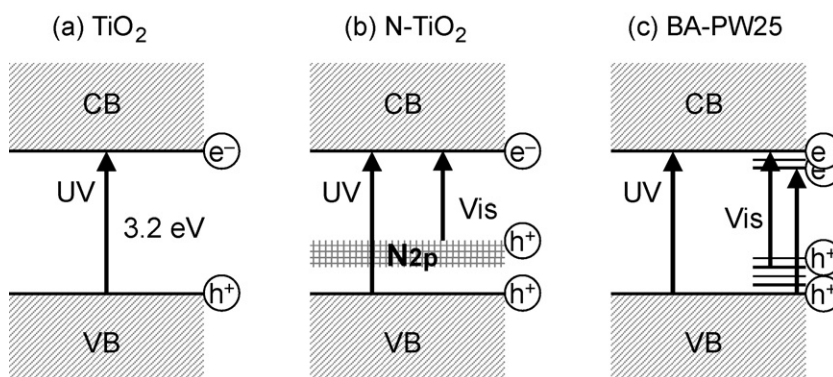 (a) TiO₂
(b) N-TiO₂
(c) BA-PW25
CB
CB
CB
e⁻
e⁻
e
e
UV
3.2 eV
UV
Vis
UV
Vis
N2p
h⁺
h⁺
h⁺
h⁺
h⁺
VB
VB
VB